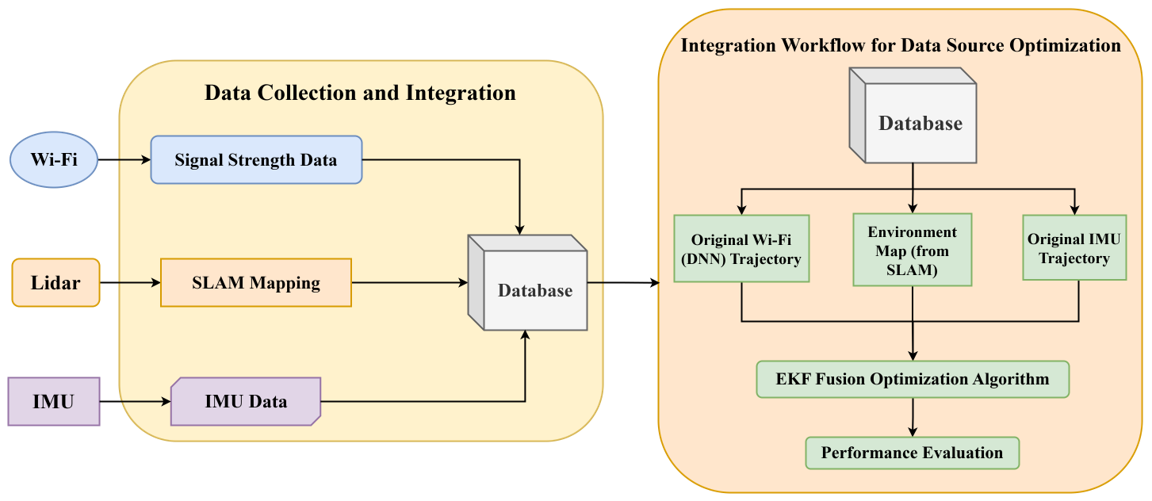 Data Collection and Integration
Wi-Fi
Signal Strength Data
Lidar
SLAM Mapping
Database
IMU
IMU Data
Integration Workflow for Data Source Optimization
Database
Original Wi-Fi
(DNN) Trajectory
Environment
Map (from
SLAM)
Original IMU
Trajectory
EKF Fusion Optimization Algorithm
Performance Evaluation